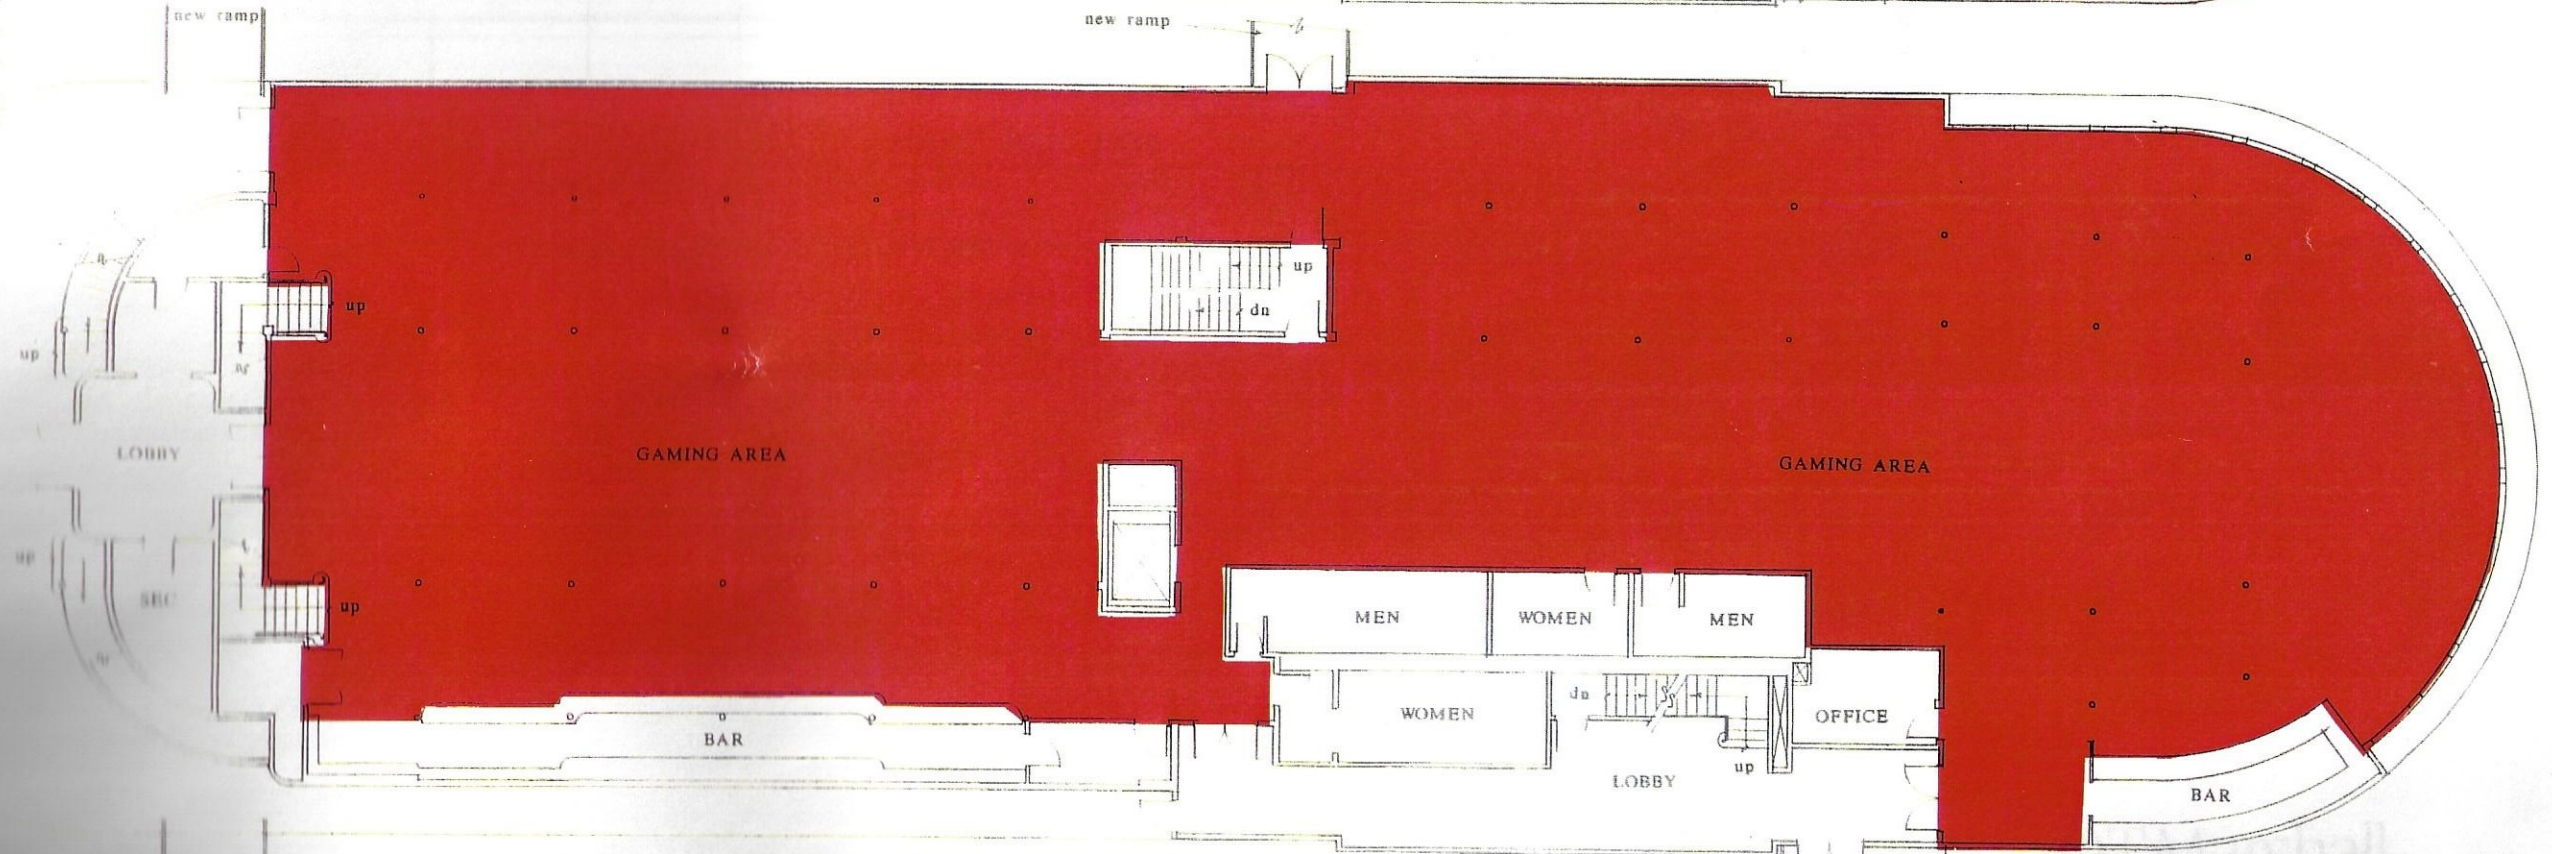 new ramp
new ramp
up
dn
up
up
LOBBY
GAMING AREA
GAMING AREA
up
SEC
up
MEN
WOMEN
MEN
WOMEN
dn
OFFICE
BAR
up
LOBBY
BAR